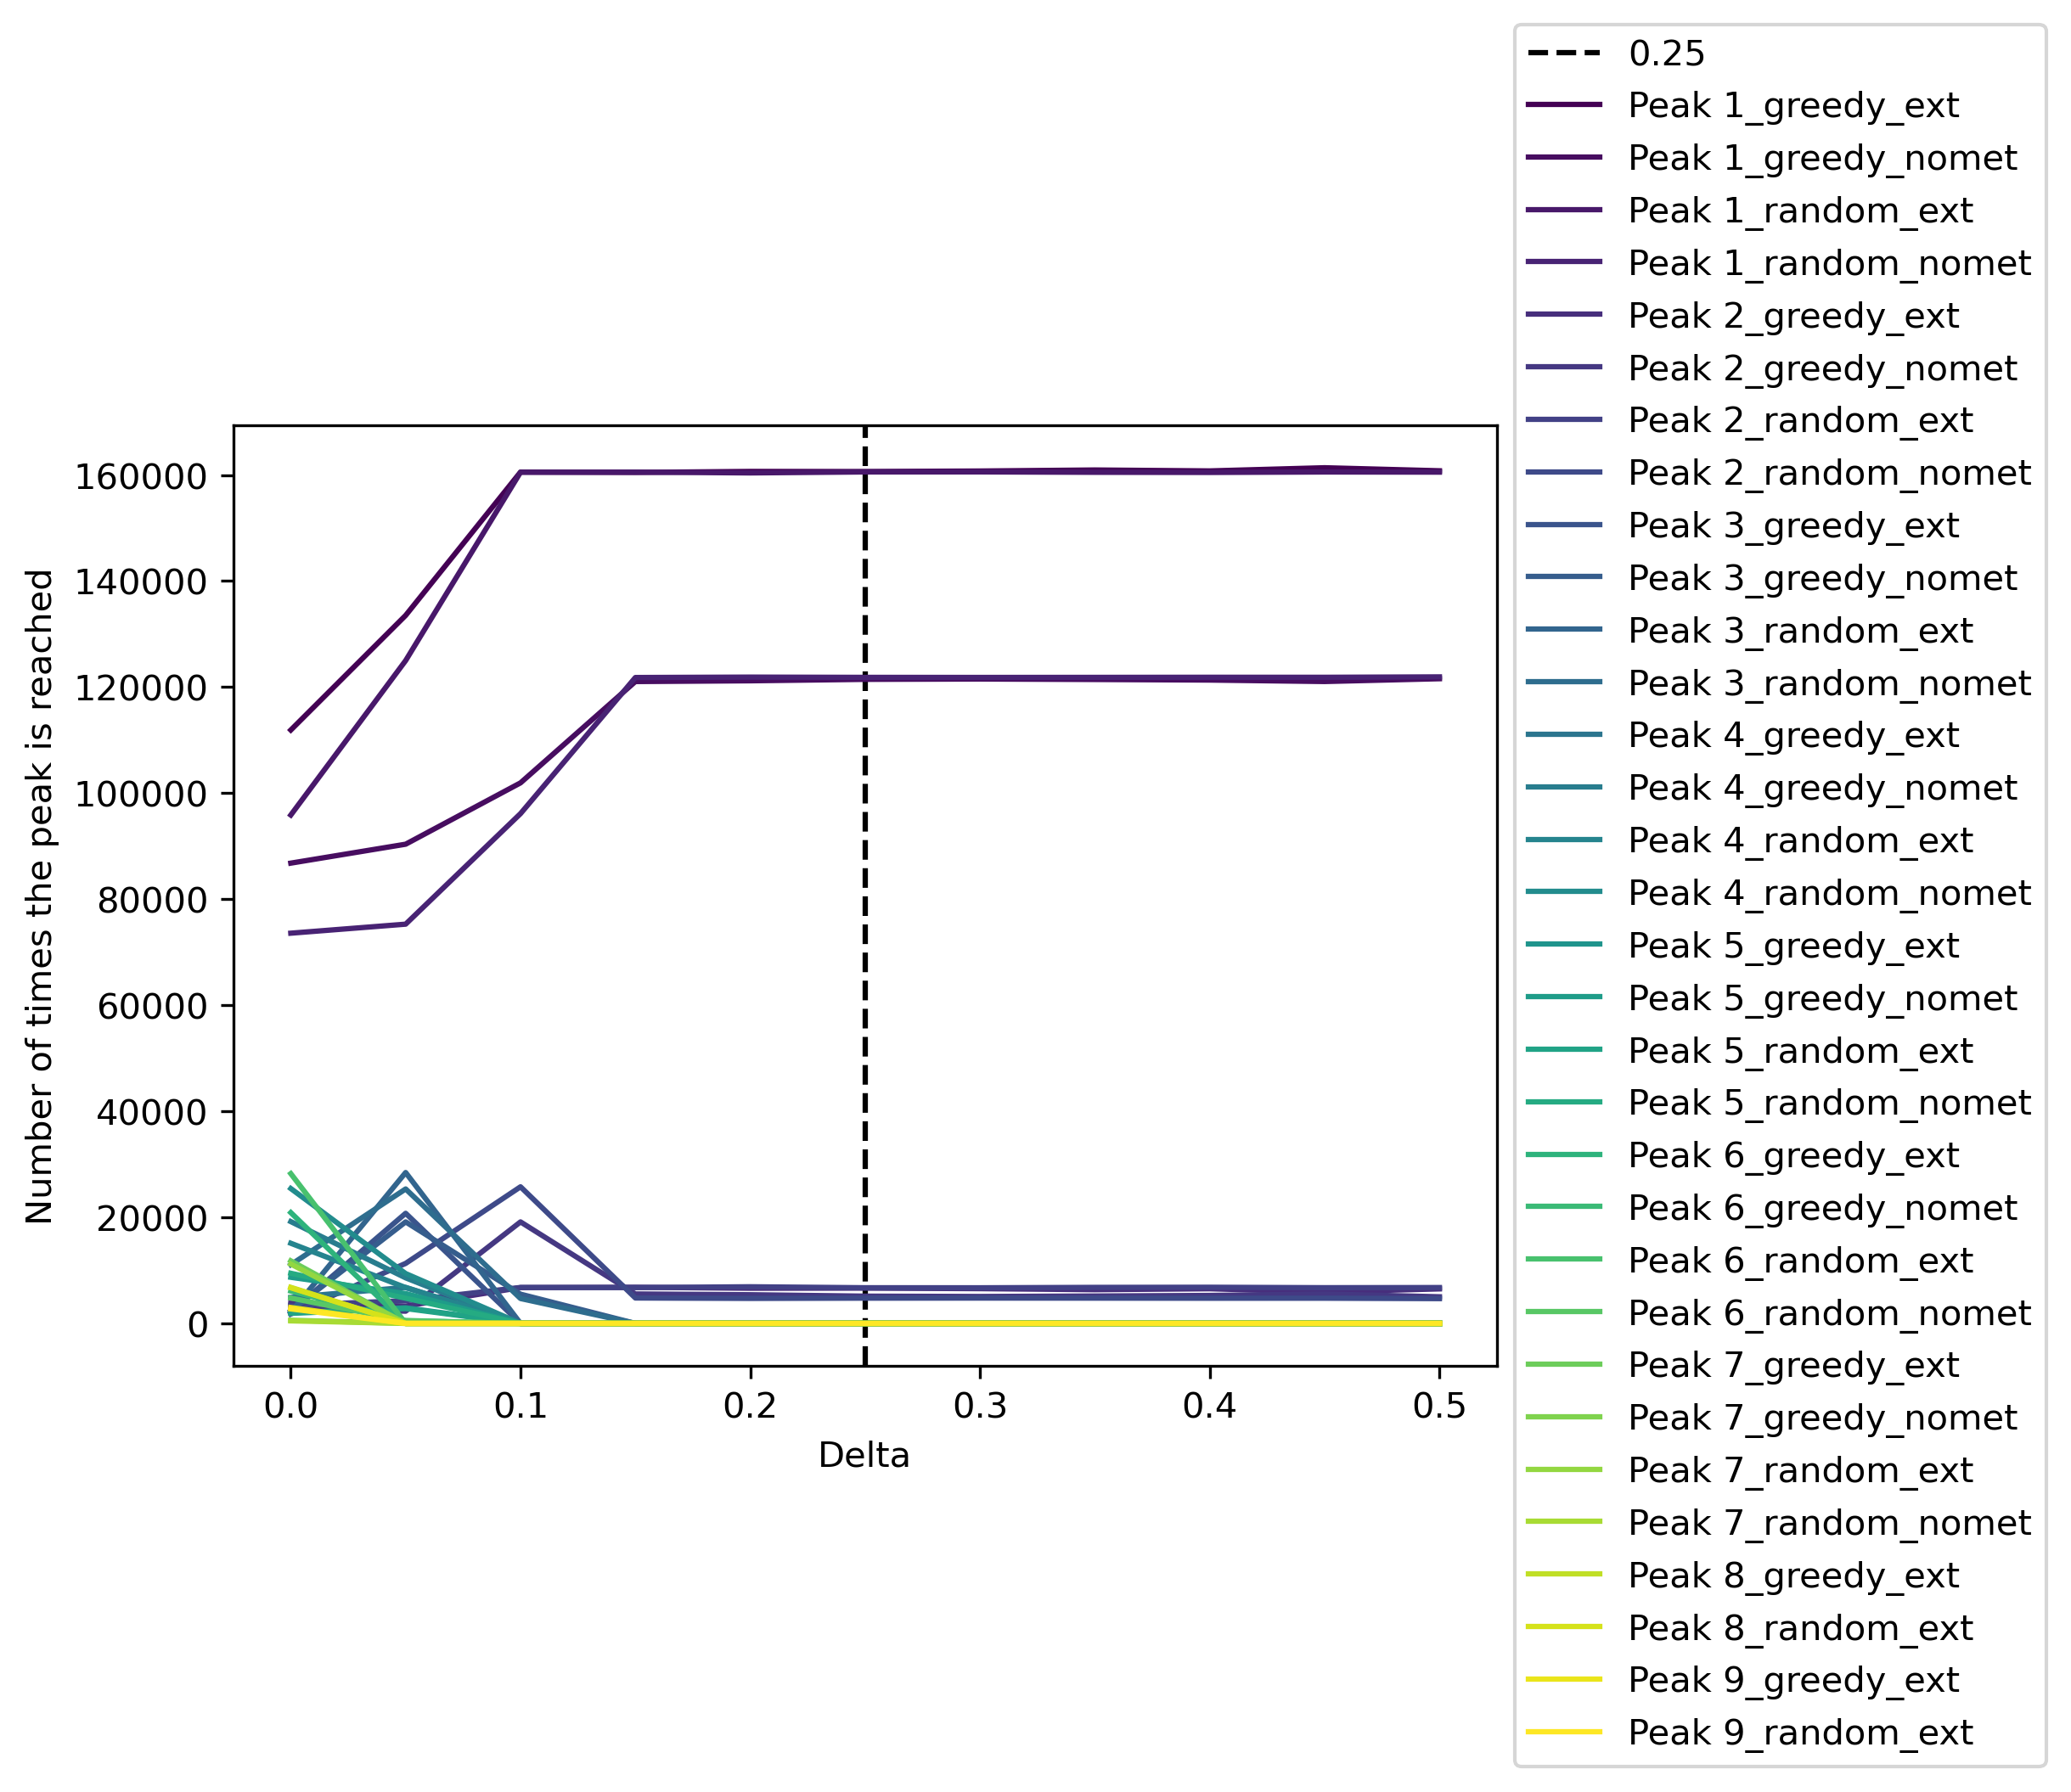 0.25
Peak 1_greedy_ext
Peak 1_greedy_nomet
Peak 1_random_ext
Peak 1_random_nomet
Peak 2_greedy_ext
Peak 2_greedy_nomet
Peak 2_random_ext
Peak 2_random_nomet
Peak 3_greedy_ext
Peak 3_greedy_nomet
Peak 3_random_ext
Peak 3_random_nomet
Peak 4_greedy_ext
Peak 4_greedy_nomet
Peak 4_random_ext
Peak 4_random_nomet
Peak 5_greedy_ext
Peak 5_greedy_nomet
Peak 5_random_ext
Peak 5_random_nomet
Peak 6_greedy_ext
Peak 6_greedy_nomet
Peak 6_random_ext
Peak 6_random_nomet
Peak 7_greedy_ext
Peak 7_greedy_nomet
Peak 7_random_ext
Peak 7_random_nomet
Peak 8_greedy_ext
Peak 8_random_ext
Peak 9_greedy_ext
Peak 9_random_ext
Number of times the peak is reached
160000
140000
120000
100000
80000
60000
40000
20000
0
0.0 0.1 0.2 0.3 0.4 0.5
Delta